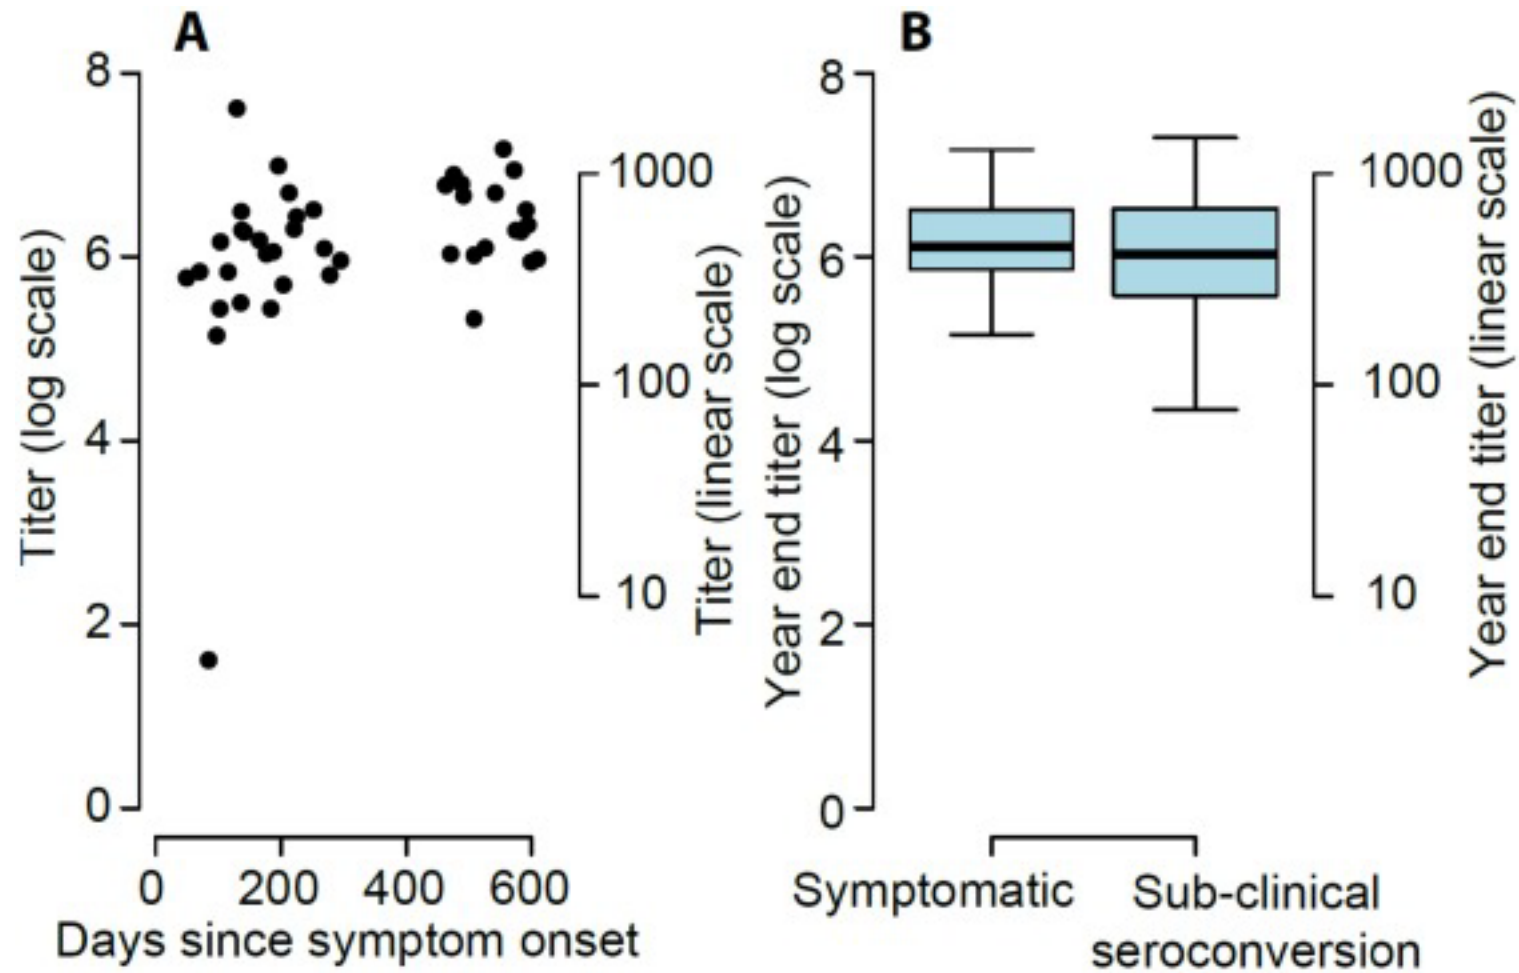 A
8
6
4
2
0
Titer (log scale)
1000
100
10
Titer (linear scale)
0 200 400 600
Days since symptom onset
B
8
6
4
2
0
Year end titer (log scale)
1000
100
10
Year end titer (linear scale)
Symptomatic
Sub-clinical
seroconversion